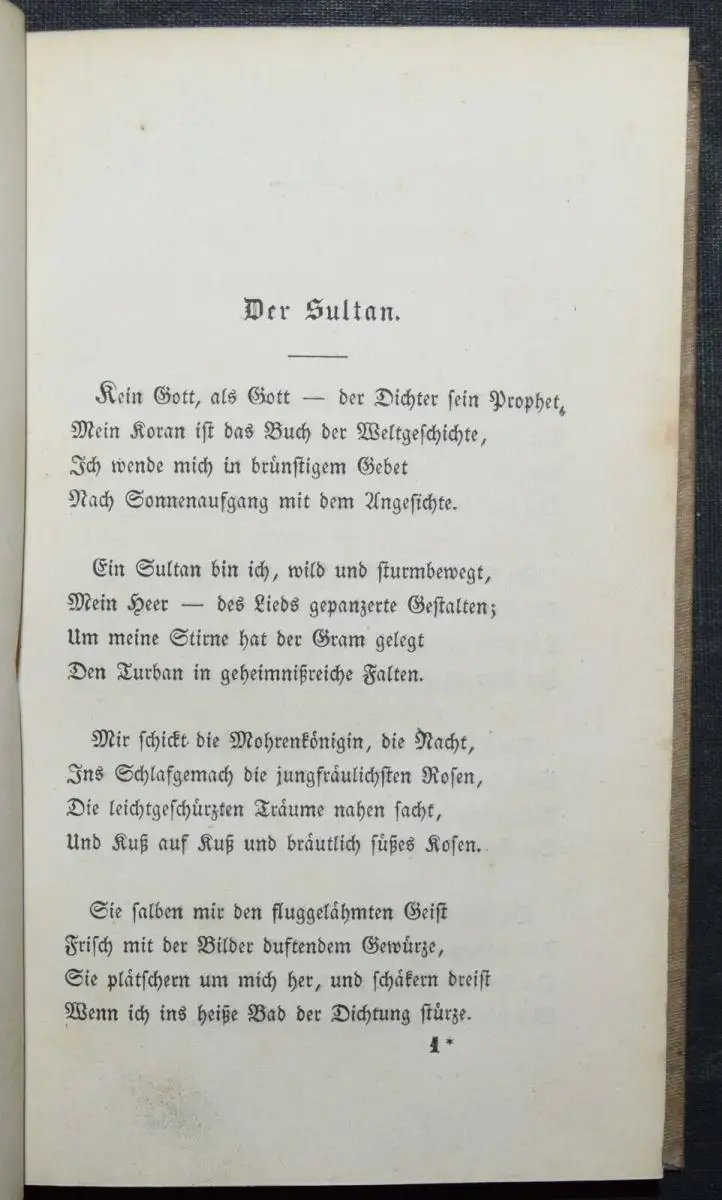 Der Sultan.
Kein Gott, als Gott — der Dichter sein Prophet,
Mein Koran ist das Buch der Weltgeschichte,
Ich wende mich in brünstigem Gebet
Nach Sonnenaufgang mit dem Angesichte.
Ein Sultan bin ich, wild und sturmbewegt,
Mein Heer — des Lieds gepanzerte Gestalten;
Um meine Stirne hat der Gram gelegt
Den Turban in geheimnißreiche Falten.
Mir schickt die Mohrenkönigin, die Nacht,
Ins Schlafgemach die jungfräulichsten Rosen,
Die leichtgeschürzten Träume nahen sacht,
Und Kuß auf Kuß und bräutlich süßes Kosen.
Sie salben mir den fluggelähmten Geist
Frisch mit der Bilder duftendem Gewürze,
Sie plätschern um mich her, und schäkern dreist
Wenn ich ins heiße Bad der Dichtung stürze.
1*